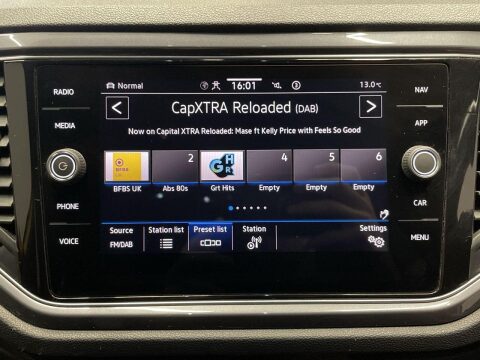 RADIO
MEDIA
PHONE
VOICE
Normal
16:01
13.0°C
CapXTRA Reloaded (DAB)
Now on Capital XTRA Reloaded: Mase ft Kelly Price with Feels So Good
BFBS
BFBS UK
2
Abs 80s
GHR
Grt Hits
4
Empty
5
Empty
6
Empty
Source
FM/DAB
Station list
Preset list
Station
Settings
NAV
APP
CAR
MENU